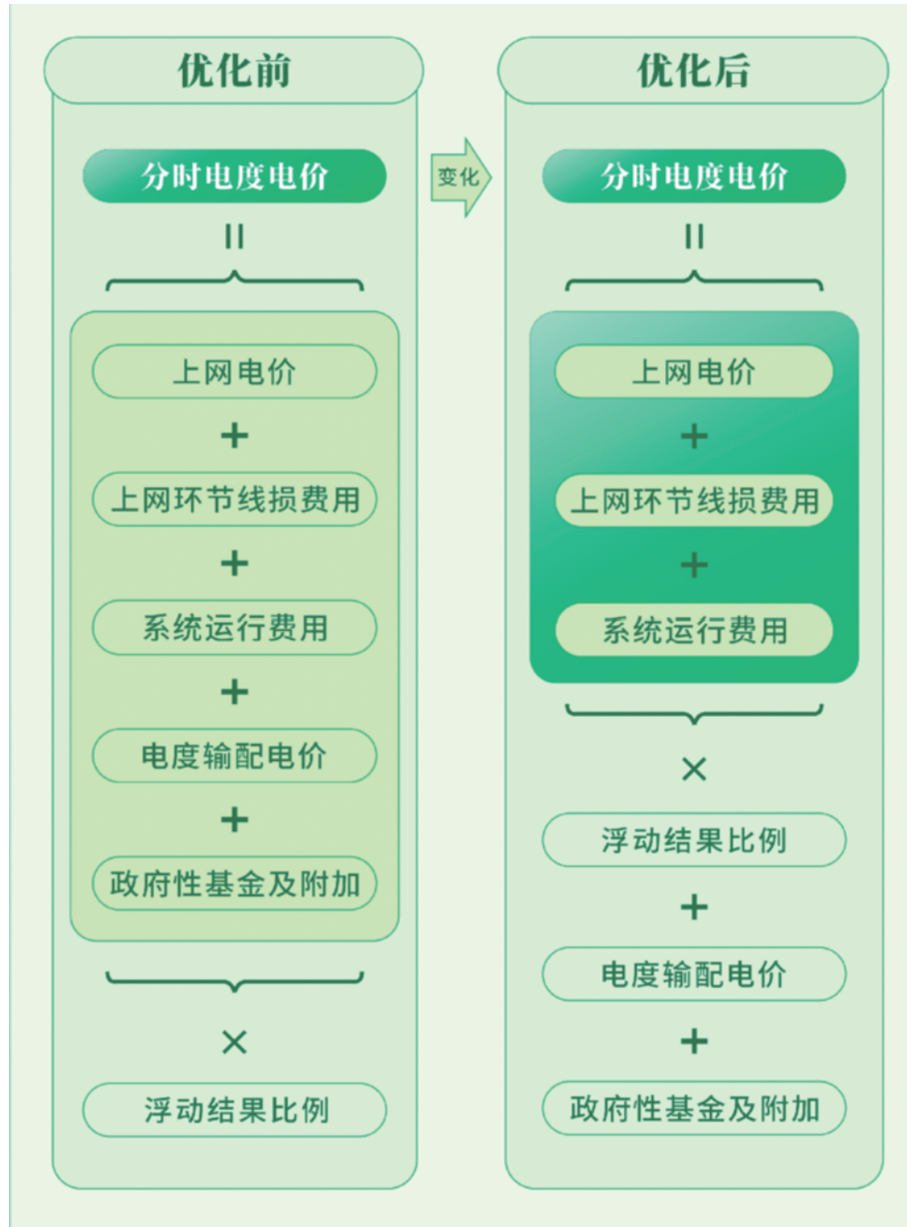 优化前
分时电度电价
=
上网电价
+
上网环节线损费用
+
系统运行费用
+
电度输配电价
+
政府性基金及附加
×
浮动结果比例
变化
优化后
分时电度电价
=
上网电价
+
上网环节线损费用
+
系统运行费用
×
浮动结果比例
+
电度输配电价
+
政府性基金及附加